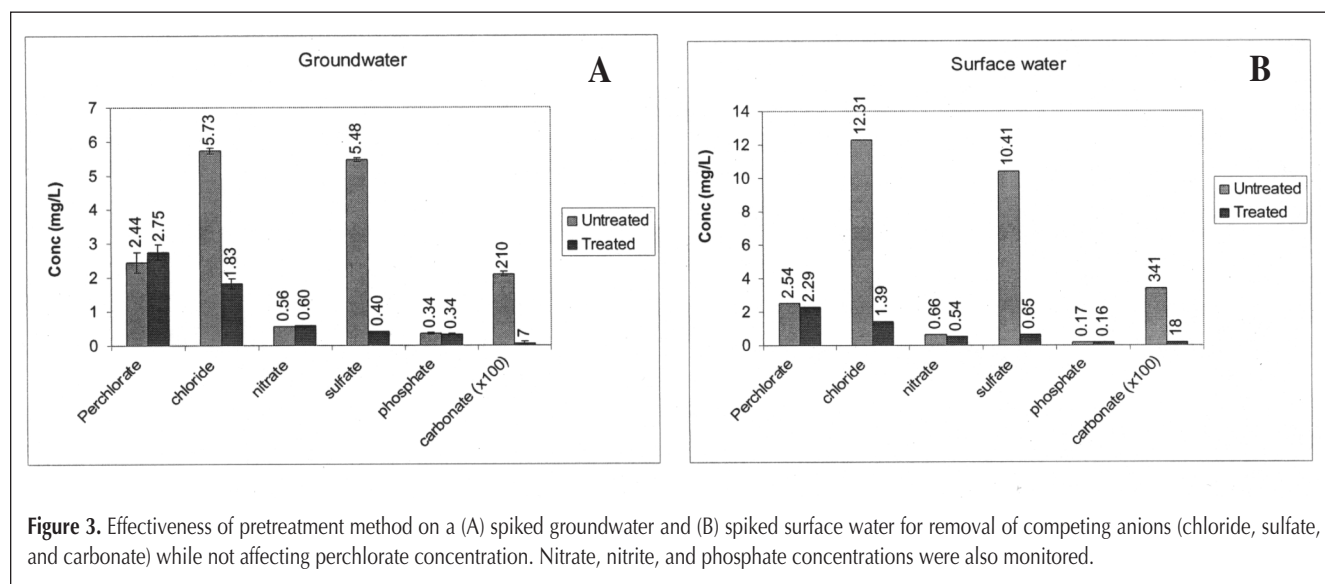 Groundwater
A
7
6
5
4
3
2
1
0
Conc (mg/L)
2.44
2.75
5.73
1.83
0.56
0.60
5.48
0.40
0.34
0.34
210
7
Perchlorate
chloride
nitrate
sulfate
phosphate
carbonate (x100)
Untreated
Treated
Surface water
B
14
12
10
8
6
4
2
0
Conc (mg/L)
2.54
2.29
12.31
1.39
0.66
0.54
10.41
0.65
0.17
0.16
341
18
Perchlorate
chloride
nitrate
sulfate
phosphate
carbonate (x100)
Untreated
Treated
Figure 3. Effectiveness of pretreatment method on a (A) spiked groundwater and (B) spiked surface water for removal of competing anions (chloride, sulfate,
and carbonate) while not affecting perchlorate concentration. Nitrate, nitrite, and phosphate concentrations were also monitored.